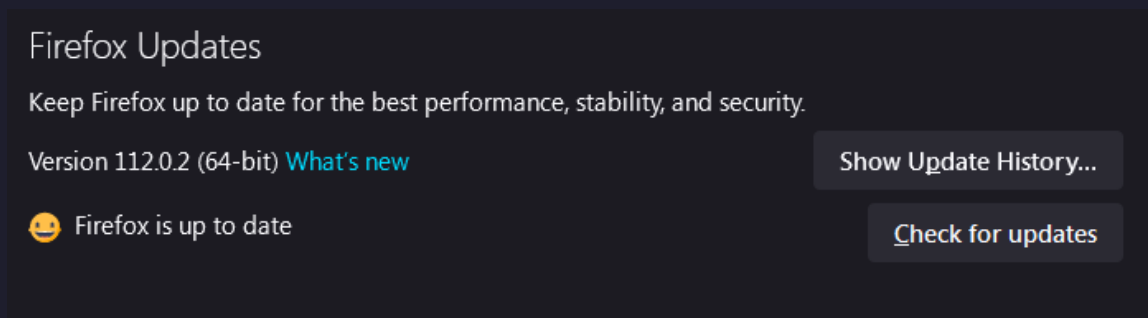 Firefox Updates
Keep Firefox up to date for the best performance, stability, and security.
Version 112.0.2 (64-bit) What's new
Show Update History...
Firefox is up to date
Check for updates